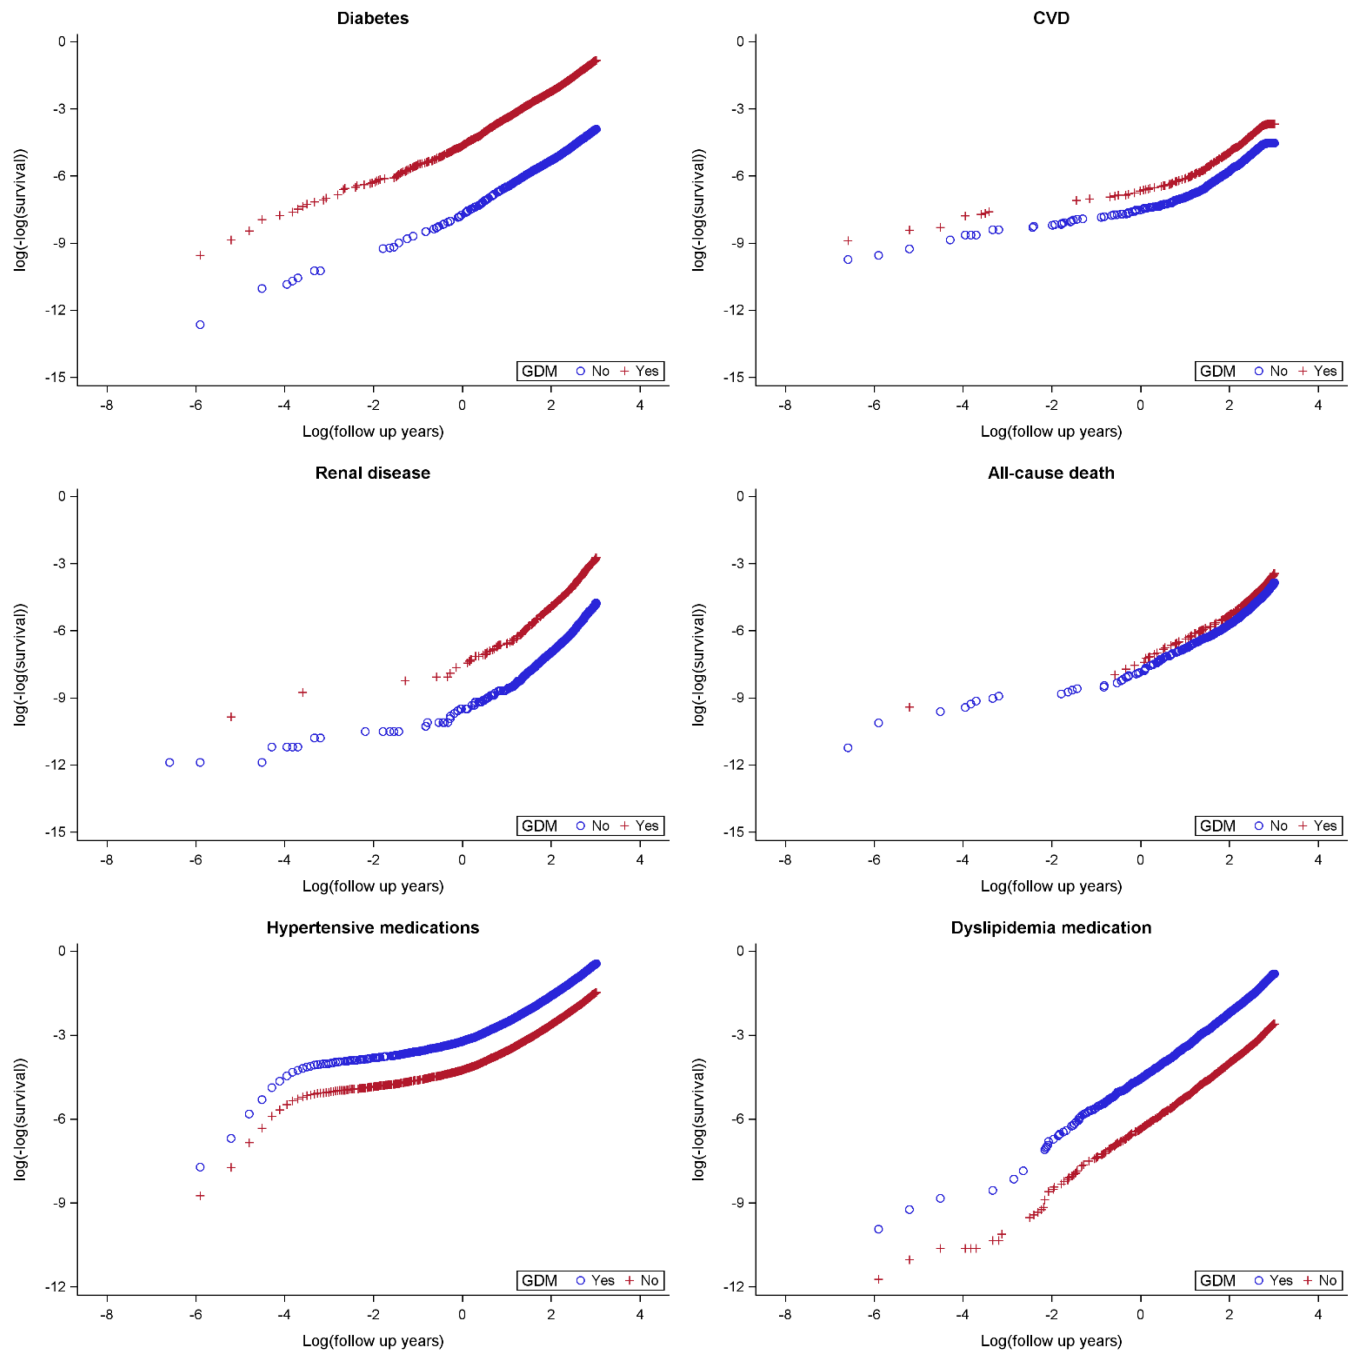 Diabetes
0
-3
-6
-9
-12
-15
log(-log(survival))
GDM No Yes
-8 -6 -4 -2 0 2 4
Log(follow up years)
CVD
0
-3
-6
-9
-12
-15
log(-log(survival))
GDM No Yes
-8 -6 -4 -2 0 2 4
Log(follow up years)
Renal disease
0
-3
-6
-9
-12
-15
log(-log(survival))
GDM No Yes
-8 -6 -4 -2 0 2 4
Log(follow up years)
All-cause death
0
-3
-6
-9
-12
-15
log(-log(survival))
GDM No Yes
-8 -6 -4 -2 0 2 4
Log(follow up years)
Hypertensive medications
0
-3
-6
-9
-12
log(-log(survival))
GDM Yes No
-8 -6 -4 -2 0 2 4
Log(follow up years)
Dyslipidemia medication
0
-3
-6
-9
-12
log(-log(survival))
GDM Yes No
-8 -6 -4 -2 0 2 4
Log(follow up years)